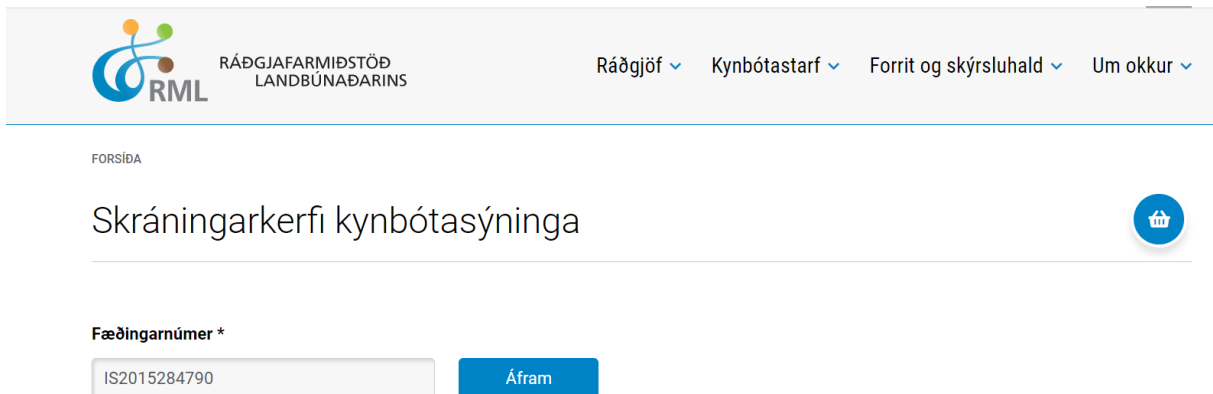 RML
RÁÐGJAFARMIÐSTÖÐ
LANDBÚNAÐARINS
Ráðgjöf
Kynbótastarf
Forrit og skýrsluhald
Um okkur
FORSÍÐA
Skráningarkerfi kynbótasýninga
Fæðingarnúmer *
IS2015284790
Áfram